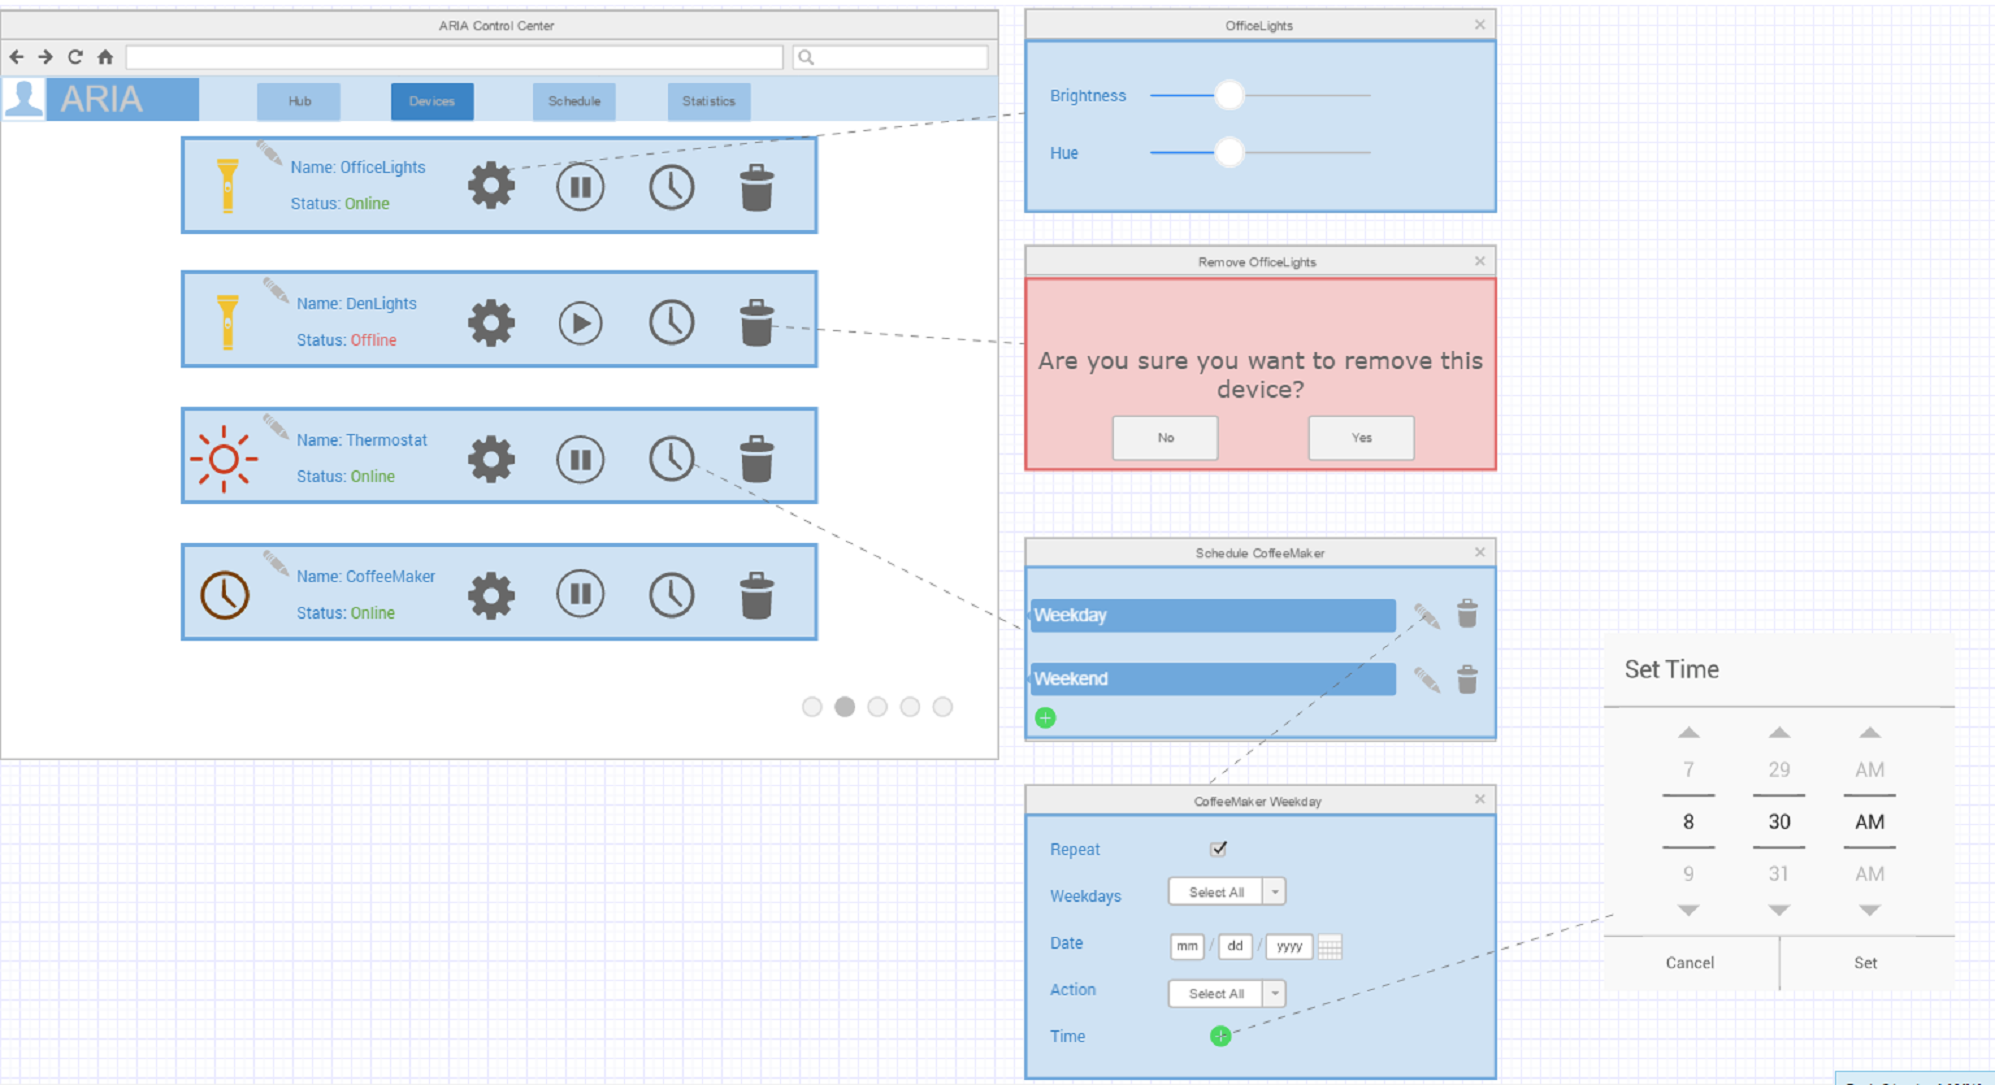 ARIA Control Center
ARIA
Hub
Devices
Schedule
Statistics
Name: OfficeLights
Status: Online
Name: DenLights
Status: Offline
Name: Thermostat
Status: Online
Name: CoffeeMaker
Status: Online
OfficeLights
Brightness
Hue
Remove OfficeLights
Are you sure you want to remove this
device?
No
Yes
Schedule CoffeeMaker
Weekday
Weekend
CoffeeMaker Weekday
Repeat
Weekdays
Select All
Date
mm / dd / yyyy
Action
Select All
Time
Set Time
7 29 AM
8 30 AM
9 31 AM
Cancel
Set